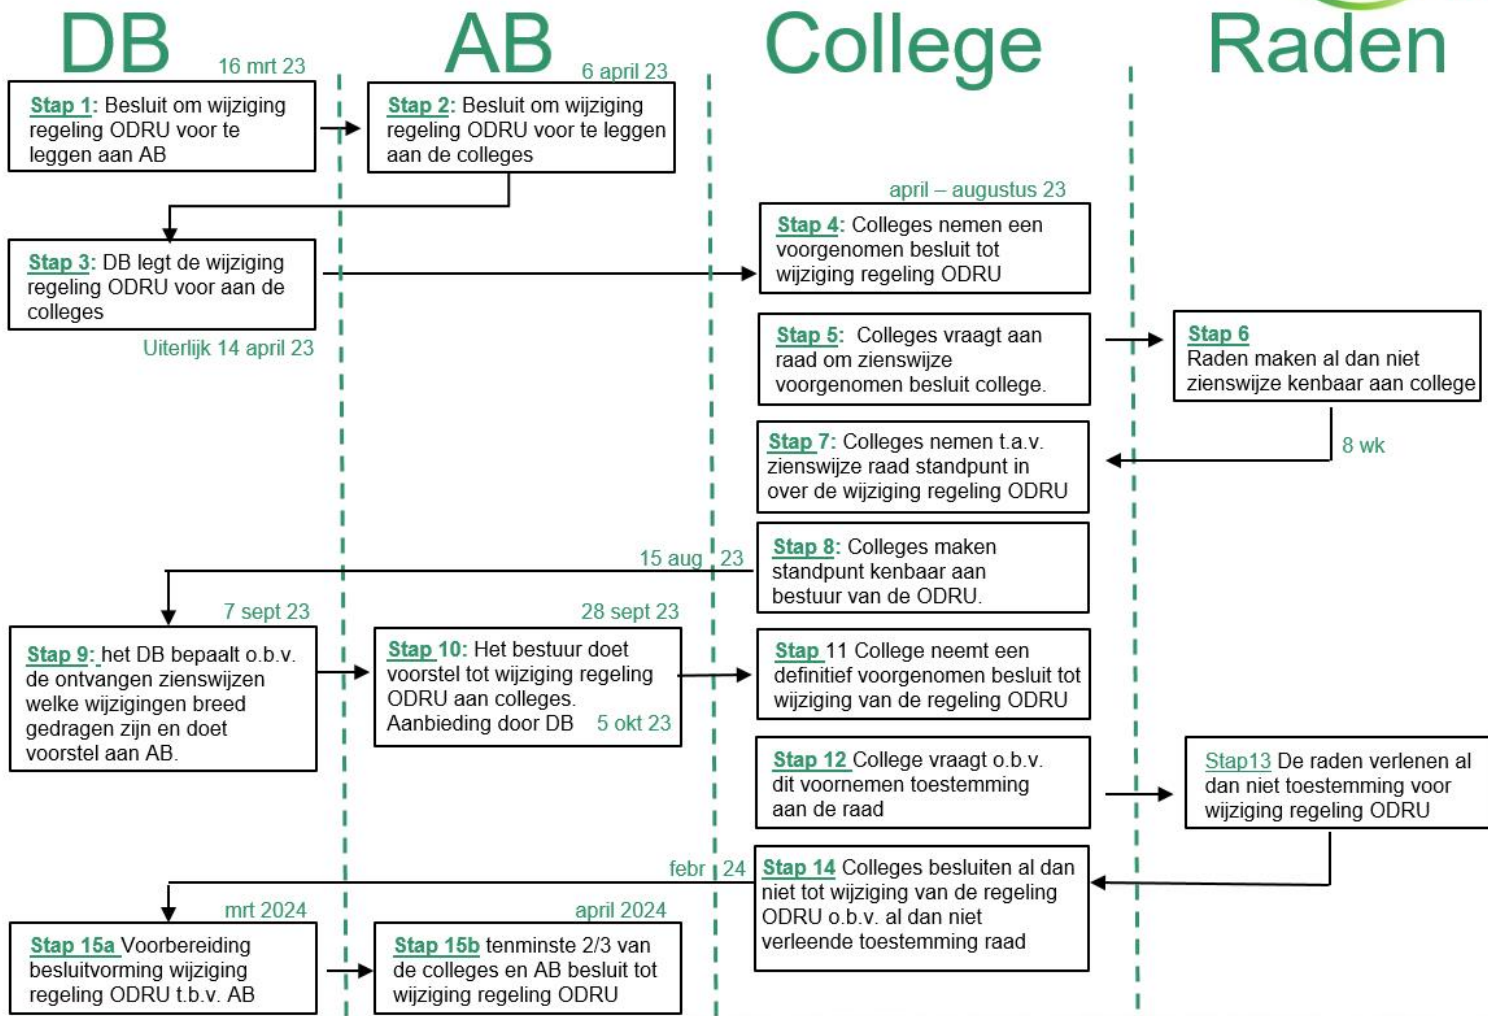 DB
AB
College
Raden
16 mrt 23
Stap 1: Besluit om wijziging
regeling ODRU voor te
leggen aan AB
6 april 23
Stap 2: Besluit om wijziging
regeling ODRU voor te leggen
aan de colleges
Stap 3: DB legt de wijziging
regeling ODRU voor aan de
colleges
Uiterlijk 14 april 23
april – augustus 23
Stap 4: Colleges nemen een
voorgenomen besluit tot
wijziging regeling ODRU
Stap 5: Colleges vraagt aan
raad om zienswijze
voorgenomen besluit college.
Stap 6
Raden maken al dan niet
zienswijze kenbaar aan college
8 wk
Stap 7: Colleges nemen t.a.v.
zienswijze raad standpunt in
over de wijziging regeling ODRU
Stap 8: Colleges maken
standpunt kenbaar aan
bestuur van de ODRU.
15 aug 23
7 sept 23
Stap 9: het DB bepaalt o.b.v.
de ontvangen zienswijzen
welke wijzigingen breed
gedragen zijn en doet
voorstel aan AB.
28 sept 23
Stap 10: Het bestuur doet
voorstel tot wijziging regeling
ODRU aan colleges.
Aanbieding door DB 5 okt 23
Stap 11 College neemt een
definitief voorgenomen besluit tot
wijziging van de regeling ODRU
Stap 12 College vraagt o.b.v.
dit voornemen toestemming
aan de raad
Stap13 De raden verlenen al
dan niet toestemming voor
wijziging regeling ODRU
Stap 14 Colleges besluiten al dan
niet tot wijziging van de regeling
ODRU o.b.v. al dan niet
verleende toestemming raad
febr 24
mrt 2024
Stap 15a Voorbereiding
besluitvorming wijziging
regeling ODRU t.b.v. AB
april 2024
Stap 15b tenminste 2/3 van
de colleges en AB besluit tot
wijziging regeling ODRU